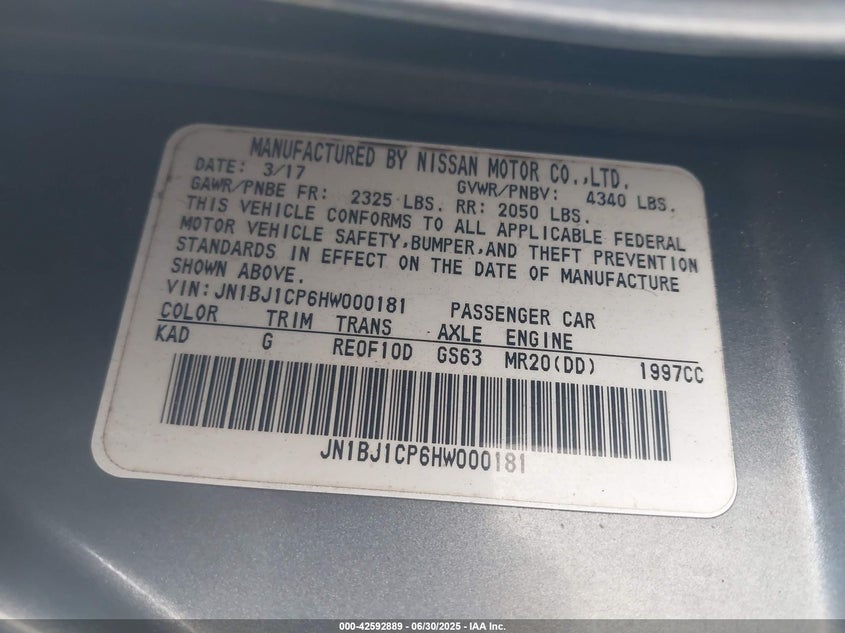 MANUFACTURED BY NISSAN MOTOR CO.,LTD.
DATE: 3/17 GVWR/PNBV: 4340 LBS.
GAWR/PNBE FR: 2325 LBS. RR: 2050 LBS.
THIS VEHICLE CONFORMS TO ALL APPLICABLE FEDERAL
MOTOR VEHICLE SAFETY,BUMPER,AND THEFT PREVENTION
STANDARDS IN EFFECT ON THE DATE OF MANUFACTURE
SHOWN ABOVE.
VIN:JN1BJ1CP6HW000181 PASSENGER CAR
COLOR TRIM TRANS AXLE ENGINE
KAD G RE0F10D GS63 MR20(DD) 1997CC
JN1BJ1CP6HW000181
000-42592889 - 06/30/2025 - IAA Inc.